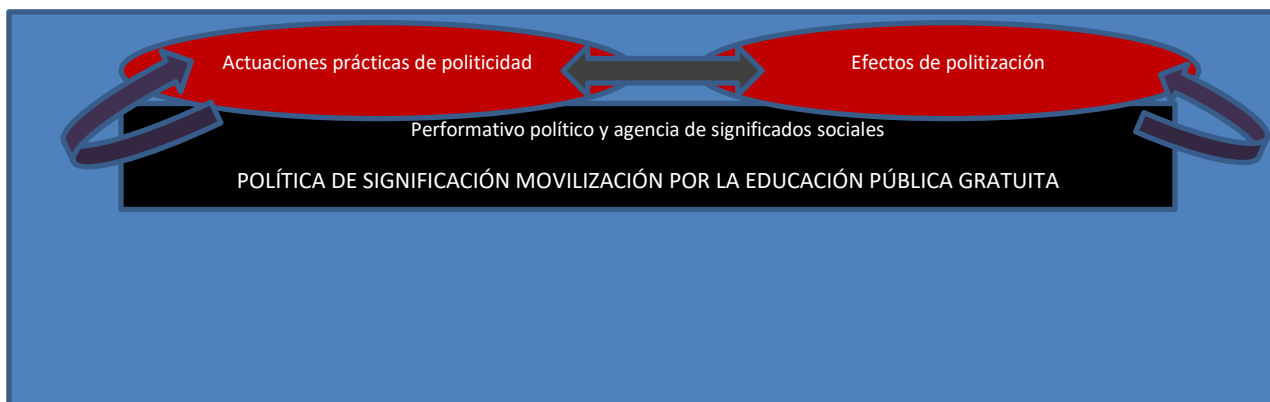 Actuaciones prácticas de politicidad
Efectos de politización
Performativo político y agencia de significados sociales
POLÍTICA DE SIGNIFICACIÓN MOVILIZACIÓN POR LA EDUCACIÓN PÚBLICA GRATUITA